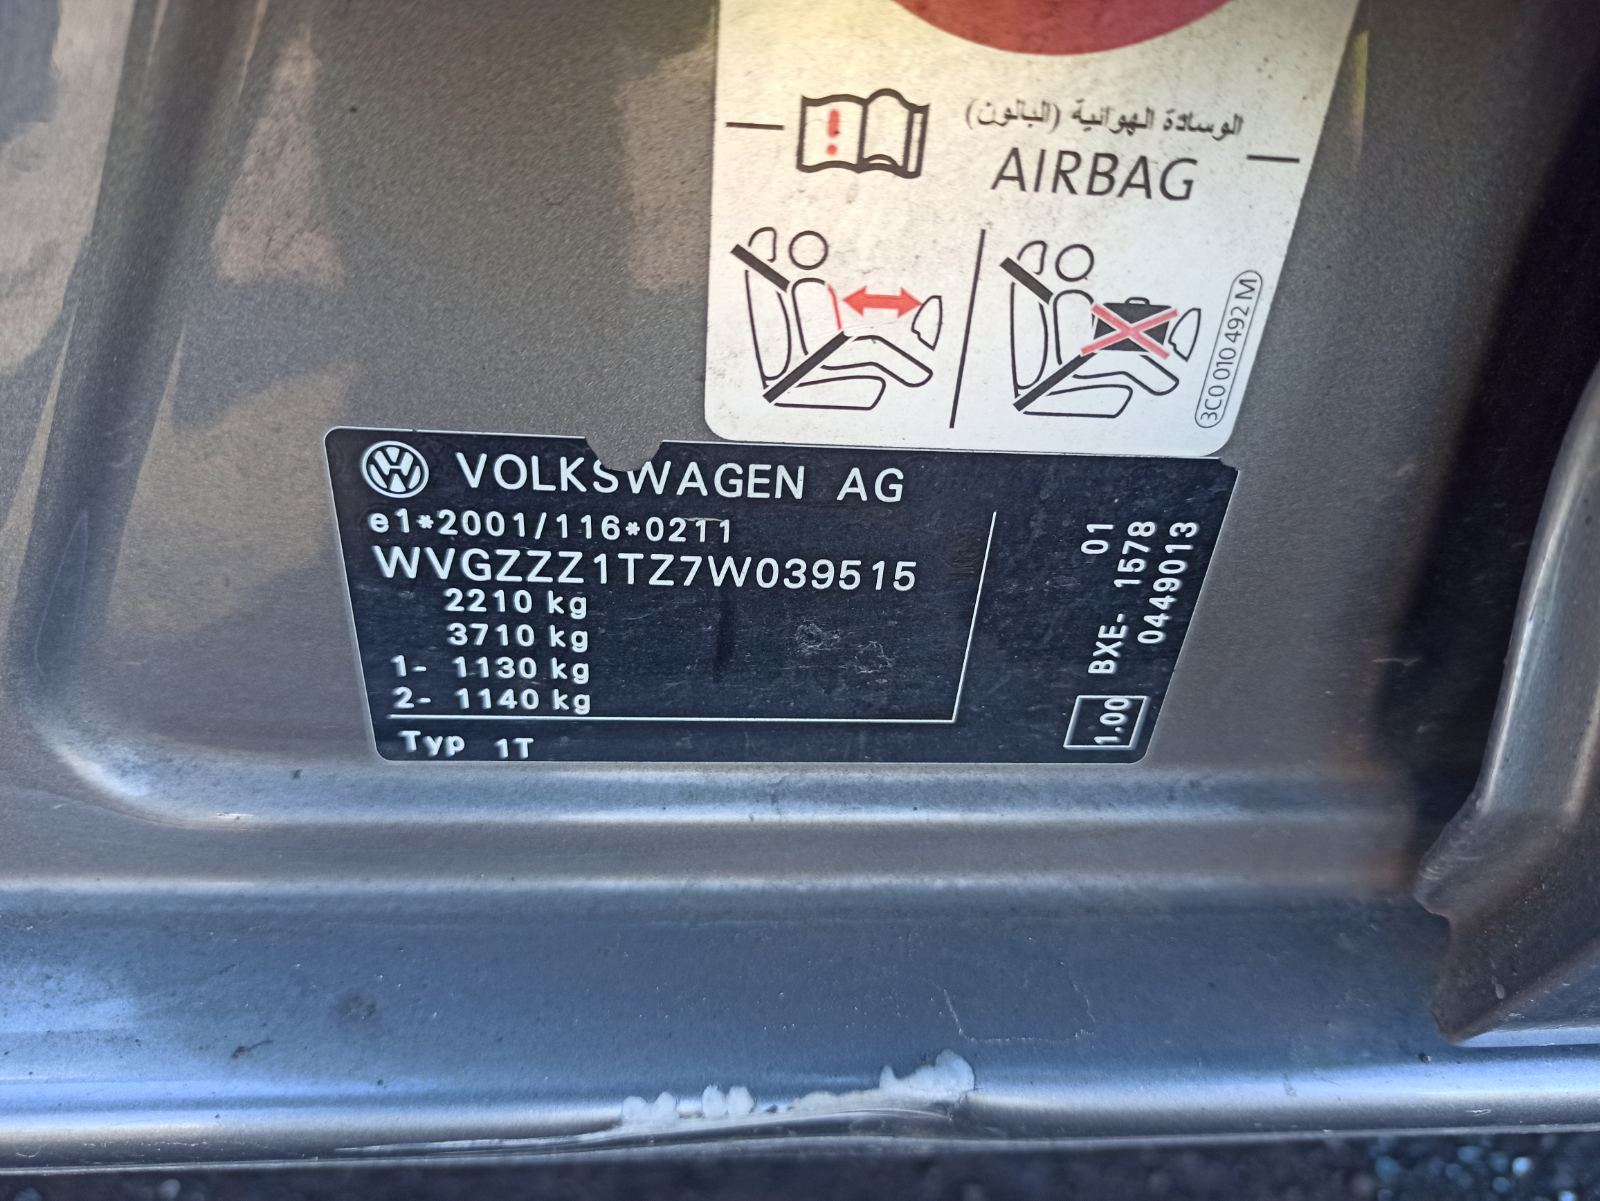 الوسادة الهوائية (البالون)
AIRBAG
3C0 010 492 M
VOLKSWAGEN AG
e1*2001/116*0211
WVGZZZ1TZ7W039515
2210 kg
3710 kg
1- 1130 kg
2- 1140 kg
Typ 1T
01
BXE- 1578
0449013
1.00